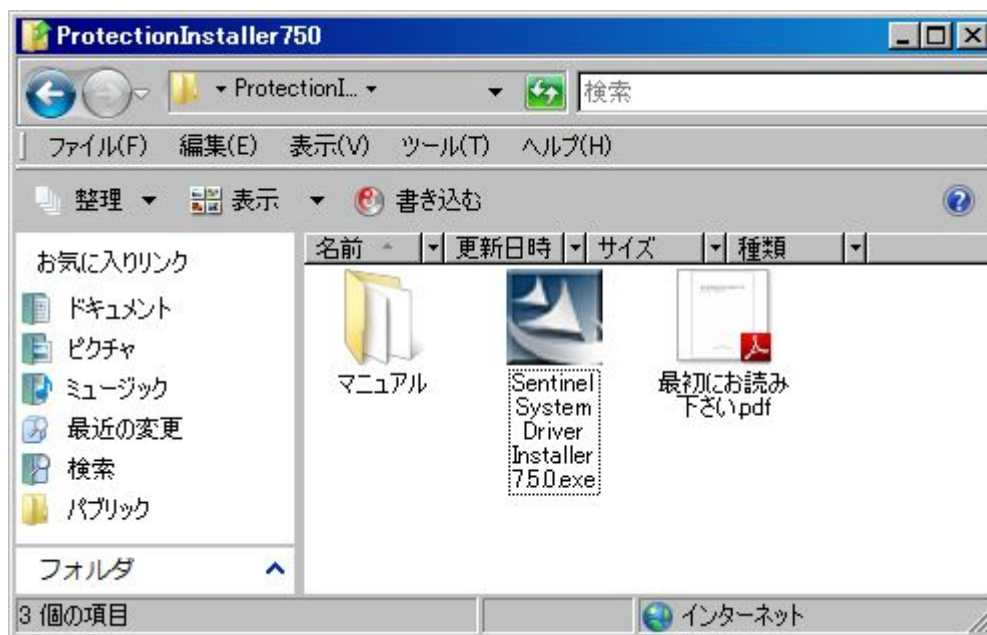 ProtectionInstaller750
ProtectionI...
検索
ファイル(F) 編集(E) 表示(V) ツール(T) ヘルプ(H)
整理 表示 書き込む
お気に入りリンク
ドキュメント
ピクチャ
ミュージック
最近の変更
検索
パブリック
フォルダ
名前 更新日時 サイズ 種類
マニュアル
Sentinel
System
Driver
Installer
7.5.0.exe
最初にお読み
下さい.pdf
3 個の項目
インターネット